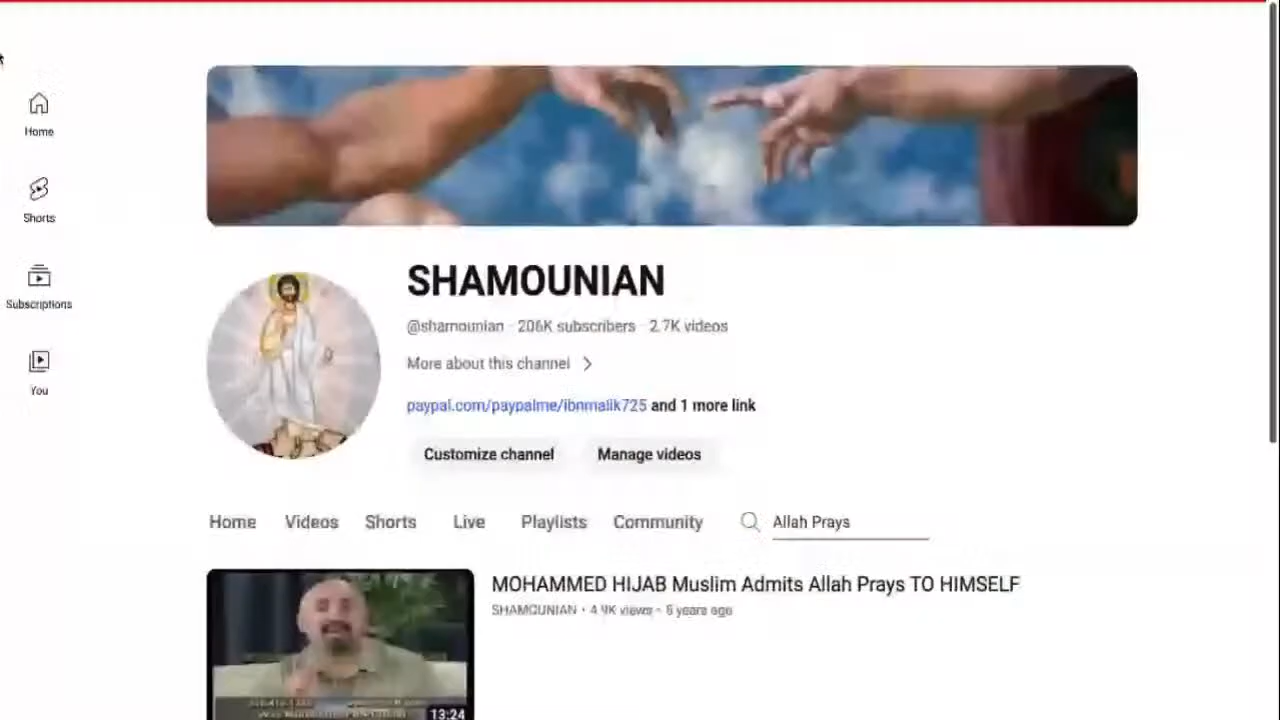 Home
Shorts
Subscriptions
You
SHAMOUNIAN
@shamounian · 206K subscribers · 2.7K videos
More about this channel
paypal.com/paypalme/ibnmalik725 and 1 more link
Customize channel
Manage videos
Home Videos Shorts Live Playlists Community Allah Prays
MOHAMMED HIJAB Muslim Admits Allah Prays TO HIMSELF
SHAMOUNIAN • 4.9K views • 6 years ago
13:24